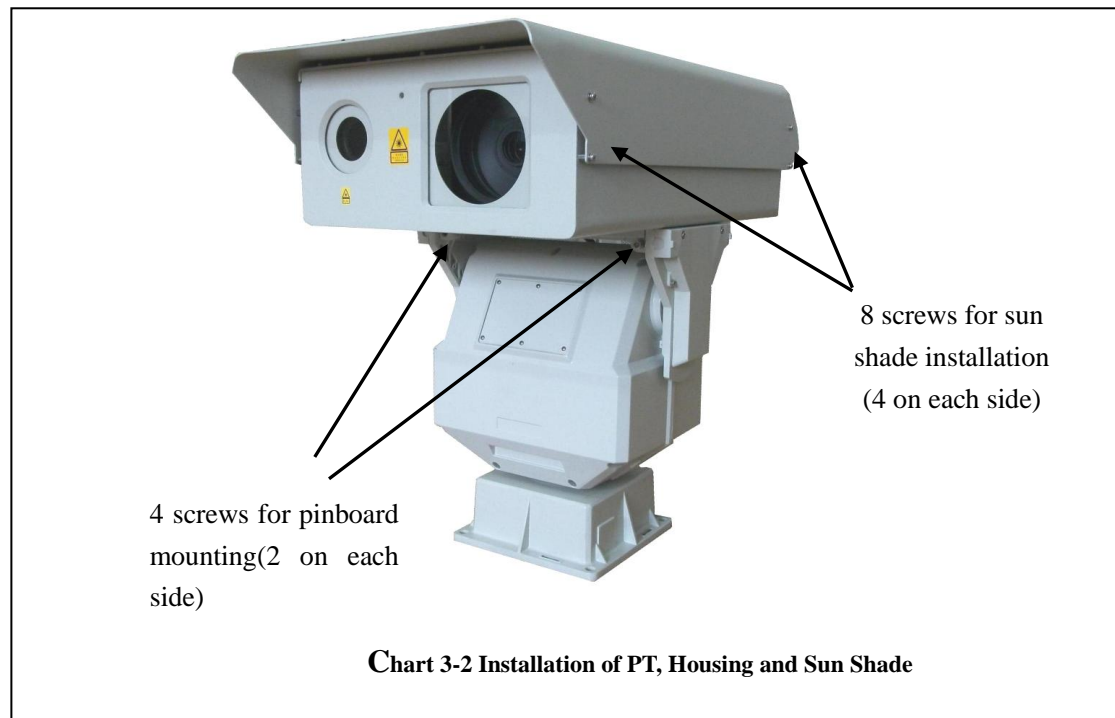 8 screws for sun
shade installation
(4 on each side)
4 screws for pinboard
mounting(2 on each
side)
Chart 3-2 Installation of PT, Housing and Sun Shade